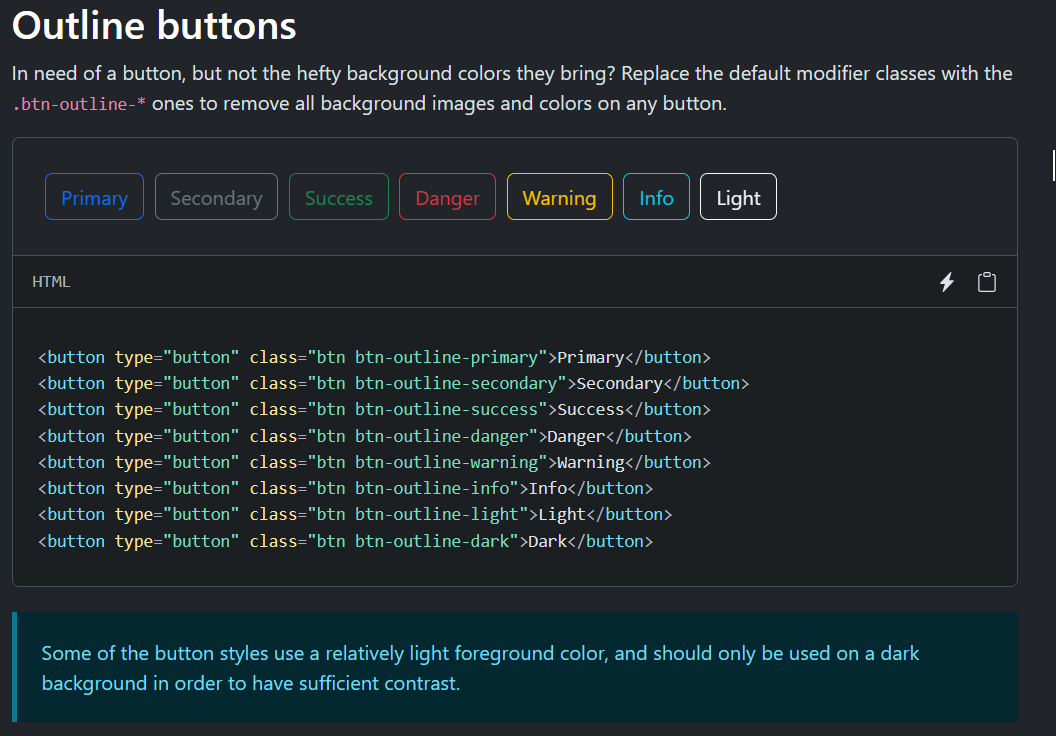 Outline buttons
In need of a button, but not the hefty background colors they bring? Replace the default modifier classes with the
.btn-outline-* ones to remove all background images and colors on any button.
Primary Secondary Success Danger Warning Info Light
HTML
<button type="button" class="btn btn-outline-primary">Primary</button>
<button type="button" class="btn btn-outline-secondary">Secondary</button>
<button type="button" class="btn btn-outline-success">Success</button>
<button type="button" class="btn btn-outline-danger">Danger</button>
<button type="button" class="btn btn-outline-warning">Warning</button>
<button type="button" class="btn btn-outline-info">Info</button>
<button type="button" class="btn btn-outline-light">Light</button>
<button type="button" class="btn btn-outline-dark">Dark</button>
Some of the button styles use a relatively light foreground color, and should only be used on a dark
background in order to have sufficient contrast.